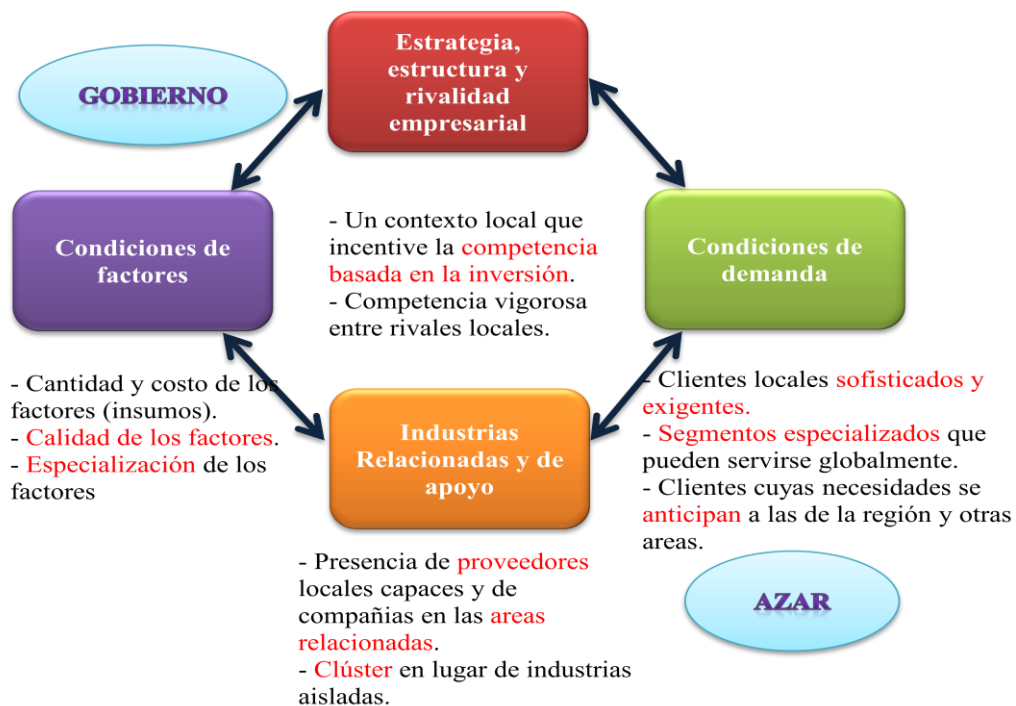 Estrategia,
estructura y
rivalidad
empresarial
GOBIERNO
Condiciones de
factores
- Un contexto local que
incentive la competencia
basada en la inversión.
- Competencia vigorosa
entre rivales locales.
Condiciones de
demanda
- Cantidad y costo de los
factores (insumos).
- Calidad de los factores.
- Especialización de los
factores
Industrias
Relacionadas y de
apoyo
- Clientes locales sofisticados y
exigentes.
- Segmentos especializados que
pueden servirse globalmente.
- Clientes cuyas necesidades se
anticipan a las de la región y otras
areas.
- Presencia de proveedores
locales capaces y de
compañias en las areas
relacionadas.
- Clúster en lugar de industrias
aisladas.
AZAR